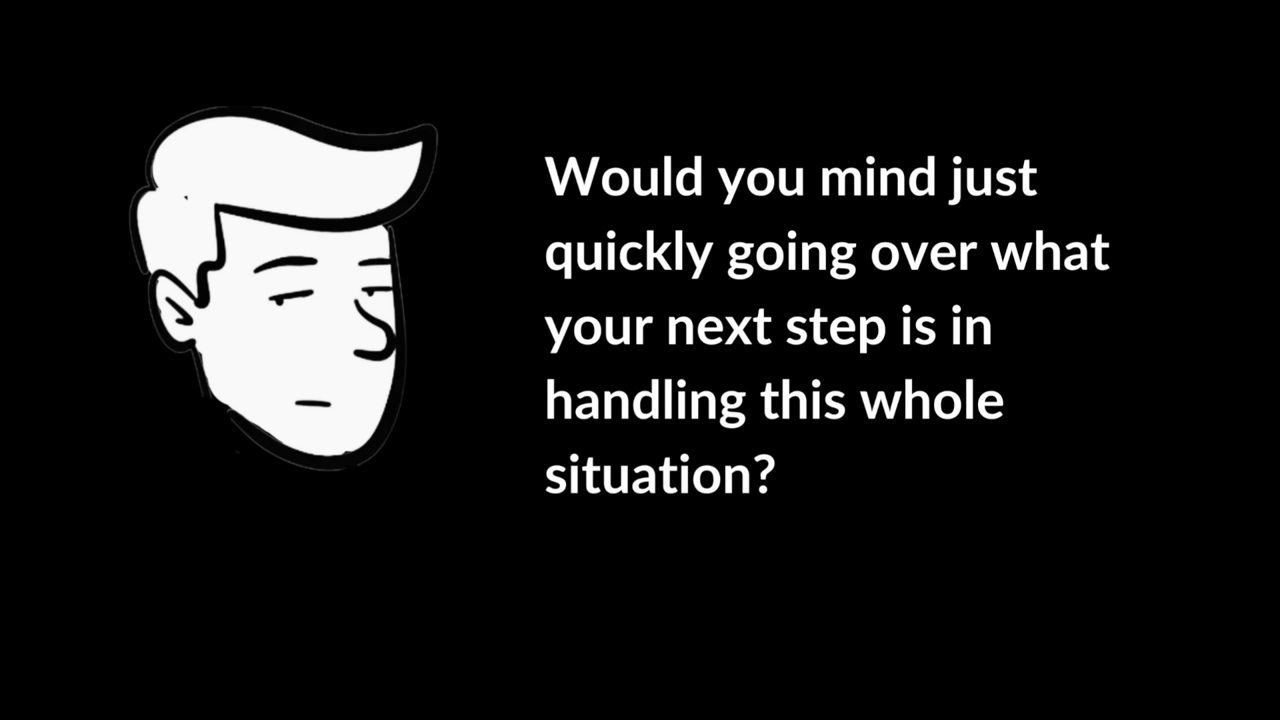 Would you mind just
quickly going over what
your next step is in
handling this whole
situation?